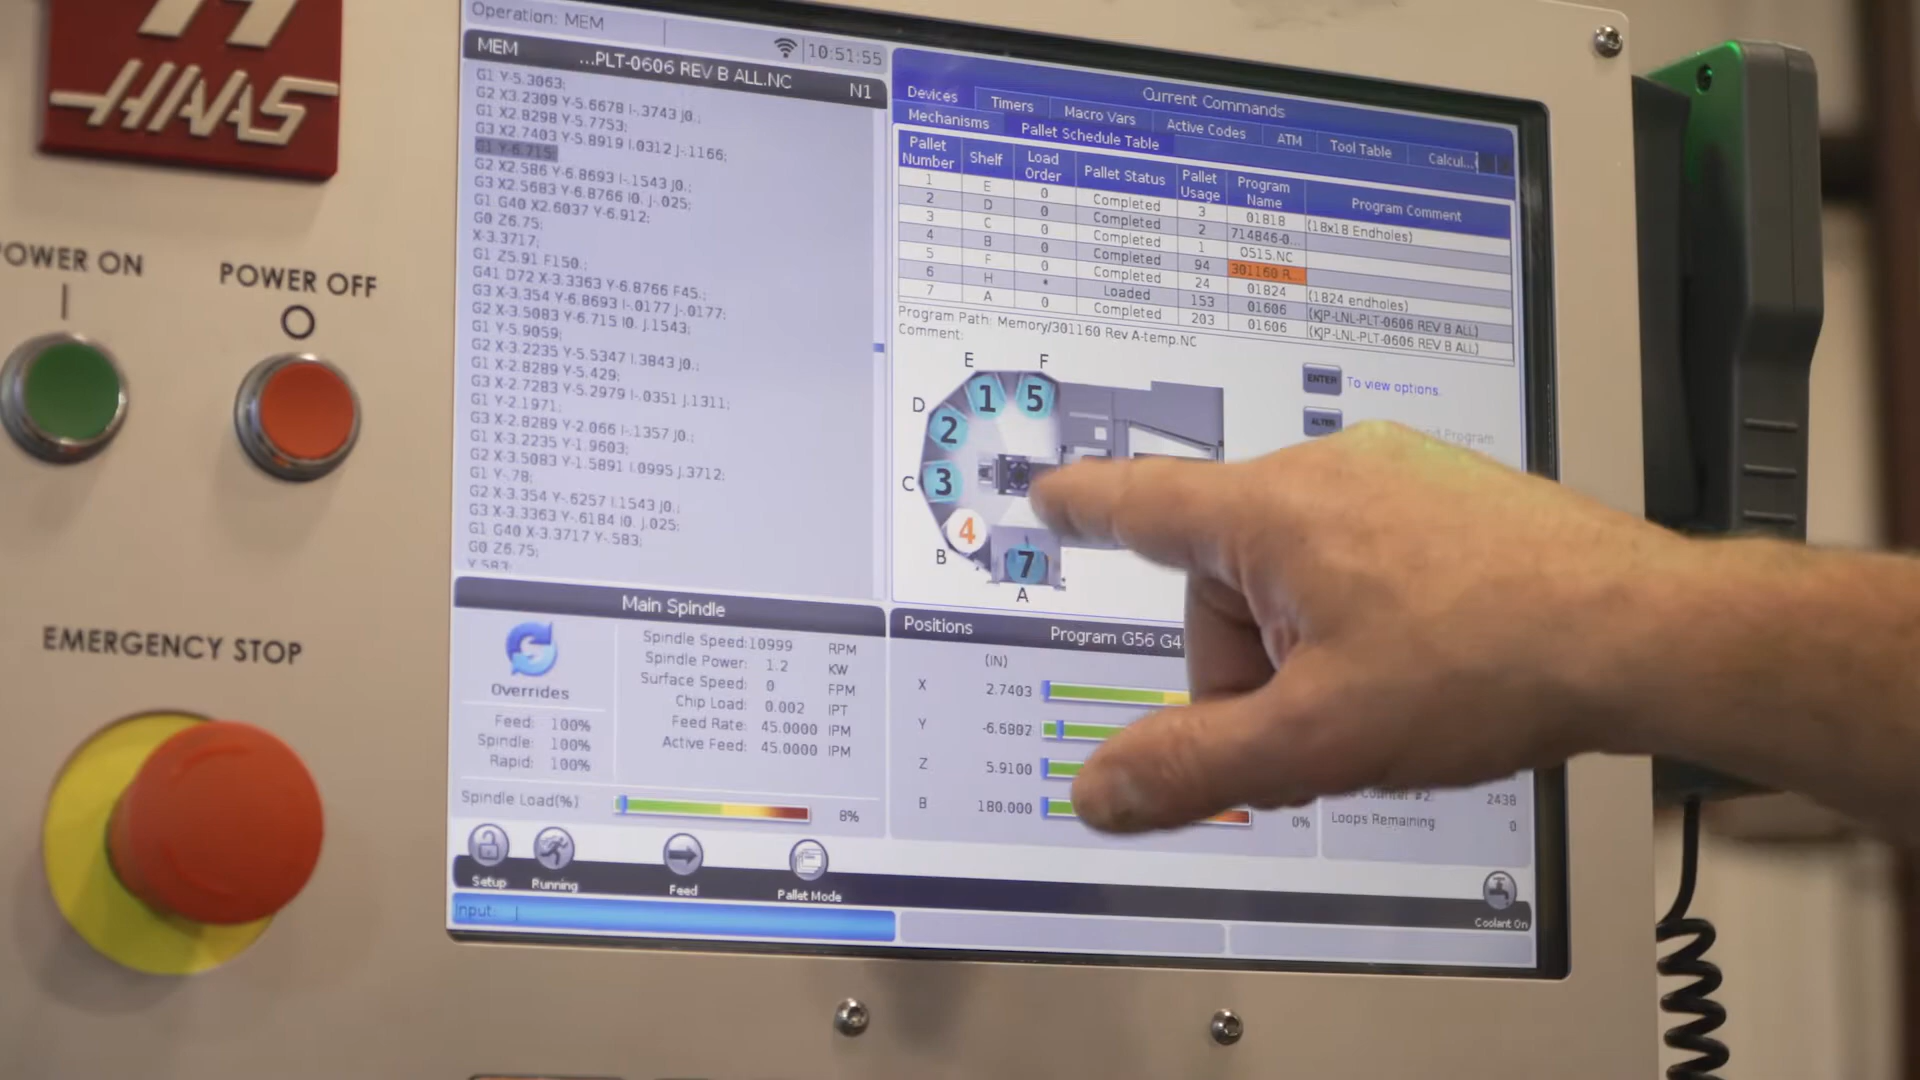 HAAS
POWER ON
POWER OFF
EMERGENCY STOP
Operation: MEM
10:51:55
MEM
...PLT-0606 REV B ALL.NC
N1
G1 Y-5.3063;
G2 X3.2309 Y-5.6678 I-.3743 J0.;
G1 X2.8298 Y-5.7753;
G3 X2.7403 Y-5.8919 I.0312 J-.1166;
G1 Y-6.715;
G2 X2.586 Y-6.8693 I-.1543 J0.;
G3 X2.5683 Y-6.8766 I0. J-.025;
G1 G40 X2.6037 Y-6.912;
G0 Z6.75;
X-3.3717;
G1 Z5.91 F150.;
G41 D72 X-3.3363 Y-6.8766 F45.;
G3 X-3.354 Y-6.8693 I-.0177 J-.0177;
G2 X-3.5083 Y-6.715 I0. J.1543;
G1 Y-5.9059;
G2 X-3.2235 Y-5.5347 I.3843 J0.;
G1 X-2.8289 Y-5.429;
G3 X-2.7283 Y-5.2979 I-.0351 J.1311;
G1 Y-2.1971;
G3 X-2.8289 Y-2.066 I-.1357 J0.;
G1 X-3.2235 Y-1.9603;
G2 X-3.5083 Y-1.5891 I.0995 J.3712;
G1 Y-.78;
G2 X-3.354 Y-.6257 I.1543 J0.;
G3 X-3.3363 Y-.6184 I0. J.025;
G1 G40 X-3.3717 Y-.583;
G0 Z6.75;
Current Commands
Devices Timers Macro Vars Active Codes ATM Tool Table Calcul...
Mechanisms Pallet Schedule Table
Pallet Number Shelf Load Order Pallet Status Pallet Usage Program Name Program Comment
1 E 0 Completed 3 01818 (18x18 Endholes)
2 D 0 Completed 2 714846-0...
3 C 0 Completed 1 O515.NC
4 B 0 Completed 94 301160 R...
5 F 0 Completed 24 01824 (1824 endholes)
6 H * Loaded 153 01606 (KJP-LNL-PLT-0606 REV B ALL)
7 A 0 Completed 203 01606 (KJP-LNL-PLT-0606 REV B ALL)
Program Path: Memory/301160 Rev A-temp.NC
Comment:
E F
D 1 5
2
C 3
4
B 7
A
ENTER To view options.
ALTER
Program
Main Spindle
Overrides
Feed: 100%
Spindle: 100%
Rapid: 100%
Spindle Speed: 10999 RPM
Spindle Power: 1.2 KW
Surface Speed: 0 FPM
Chip Load: 0.002 IPT
Feed Rate: 45.0000 IPM
Active Feed: 45.0000 IPM
Spindle Load(%) 8%
Positions Program G56 G4
(IN)
X 2.7403
Y -6.5802
Z 5.9100
B 180.000 0%
Counter #2: 2438
Loops Remaining 0
Setup Running Feed Pallet Mode Coolant On
Input: